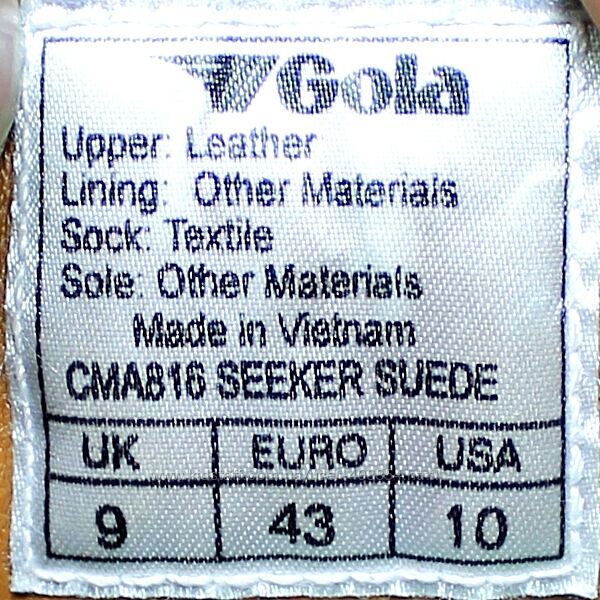 Gola
Upper: Leather
Lining: Other Materials
Sock: Textile
Sole: Other Materials
Made in Vietnam
CMA816 SEEKER SUEDE
UK EURO USA
9 43 10